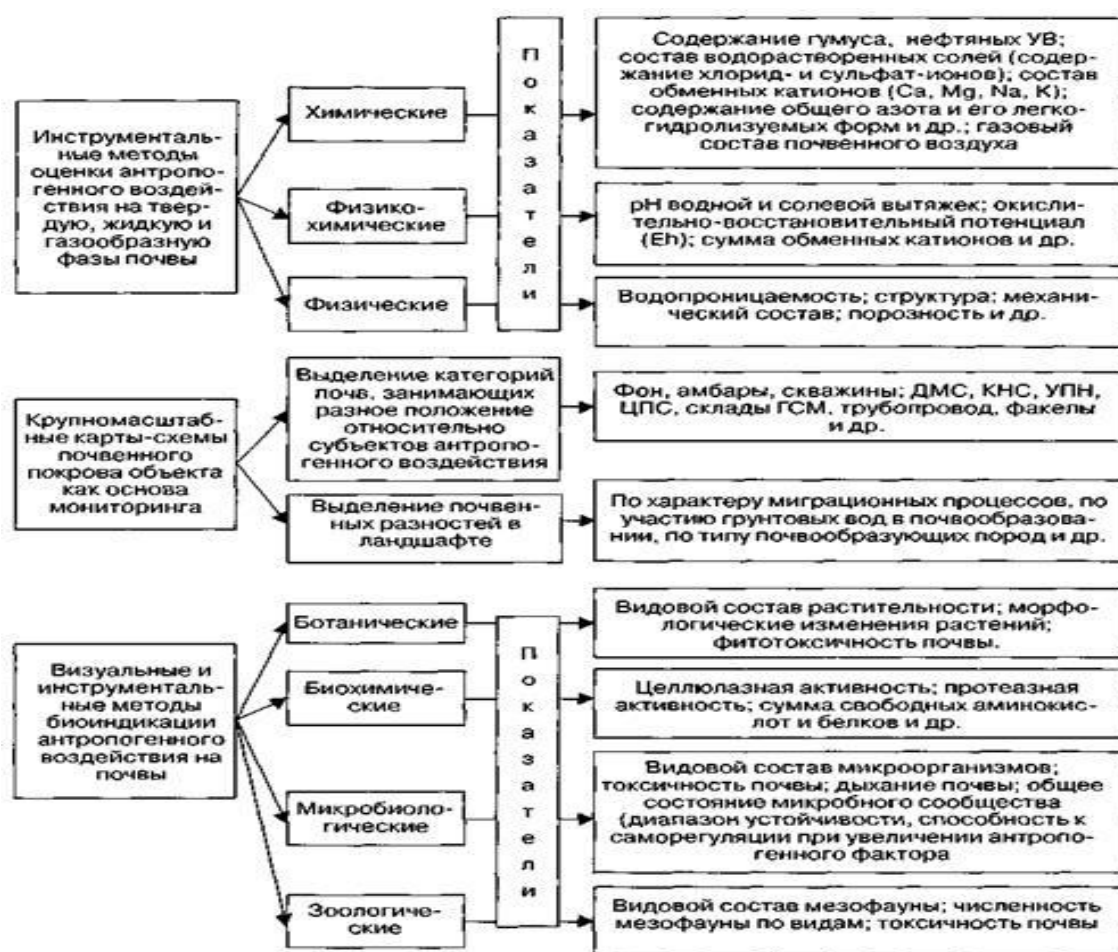 Инструменталь-
ные методы
оценки антропо-
генного воздей-
ствия на твер-
дую, жидкую и
газообразную
фазы почвы
Химические
Физико-
химические
Физические
Показатели
Содержание гумуса, нефтяных УВ;
состав водорастворенных солей (содер-
жание хлорид- и сульфат-ионов); состав
обменных катионов (Ca, Mg, Na, K);
содержание общего азота и его легко-
гидролизуемых форм и др.; газовый
состав почвенного воздуха
pH водной и солевой вытяжек; окисли-
тельно-восстановительный потенциал
(Eh); сумма обменных катионов и др.
Водопроницаемость; структура; механи-
ческий состав; порозность и др.
Крупномасштаб-
ные карты-схемы
почвенного
покрова объекта
как основа
мониторинга
Выделение категорий
почв, занимающих
разное положение
относительно
субъектов антропо-
генного воздействия
Выделение почвен-
ных разностей в
ландшафте
Фон, амбары, скважины; ДМС, КНС, УПН,
ЦПС, склады ГСМ, трубопровод, факелы
и др.
По характеру миграционных процессов, по
участию грунтовых вод в почвообразова-
нии, по типу почвообразующих пород и др.
Визуальные и
инструменталь-
ные методы
биоиндикации
антропогенного
воздействия на
почвы
Ботанические
Биохимиче-
ские
Микробиоло-
гические
Зоологиче-
ские
Показатели
Видовой состав растительности; морфо-
логические изменения растений;
фитотоксичность почвы.
Целлюлазная активность; протеазная
активность; сумма свободных аминокис-
лот и белков и др.
Видовой состав микроорганизмов;
токсичность почвы; дыхание почвы; общее
состояние микробного сообщества
(диапазон устойчивости, способность к
саморегуляции при увеличении антропо-
генного фактора
Видовой состав мезофауны; численность
мезофауны по видам; токсичность почвы